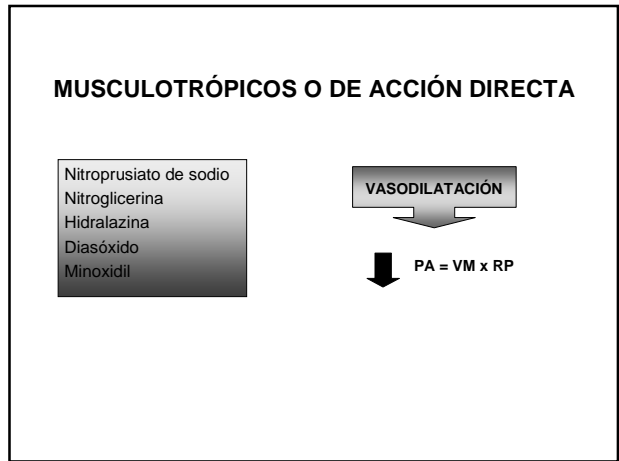 MUSCULOTRÓPICOS O DE ACCIÓN DIRECTA
Nitroprusiato de sodio
Nitroglicerina
Hidralazina
Diasóxido
Minoxidil
VASODILATACIÓN
PA = VM x RP